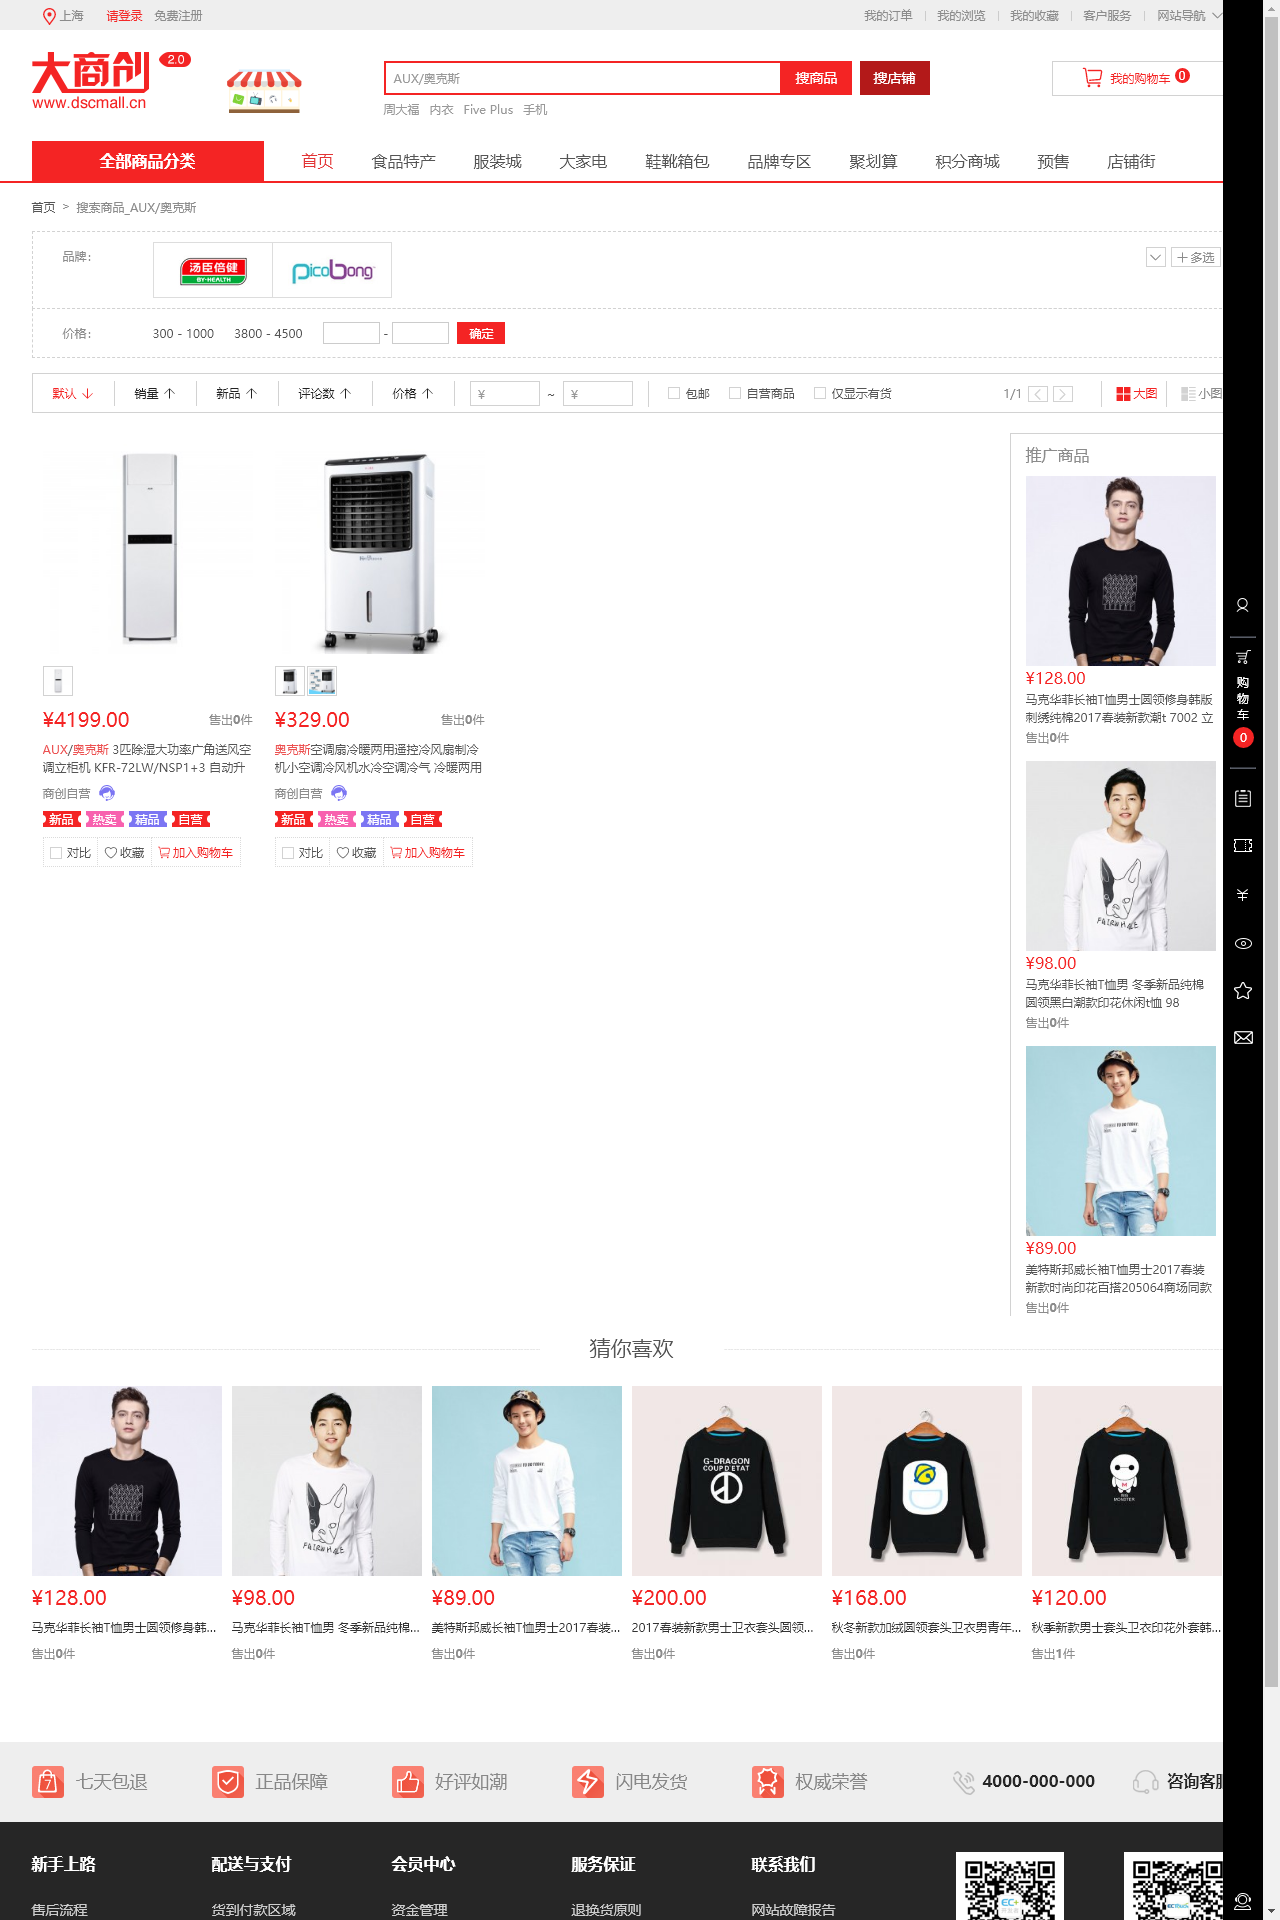 上海 请登录 免费注册 我的订单 我的浏览 我的收藏 客户服务 网站导航
大商创 2.0
www.dscmall.cn
AUX/奥克斯 搜商品 搜店铺 我的购物车 0
周大福 内衣 Five Plus 手机
全部商品分类 首页 食品特产 服装城 大家电 鞋靴箱包 品牌专区 聚划算 积分商城 预售 店铺街
首页 > 搜索商品_AUX/奥克斯
品牌: 汤臣倍健 BY-HEALTH picobong 多选
价格: 300 - 1000 3800 - 4500 - 确定
默认 销量 新品 评论数 价格 ¥ ~ ¥ 包邮 自营商品 仅显示有货 1/1 大图 小图
推广商品
¥128.00
马克华菲长袖T恤男士圆领修身韩版
刺绣纯棉2017春装新款潮t 7002 立
售出0件
¥4199.00 售出0件
AUX/奥克斯 3匹除湿大功率广角送风空
调立柜机 KFR-72LW/NSP1+3 自动升
商创自营
新品 热卖 精品 自营
对比 收藏 加入购物车
¥329.00 售出0件
奥克斯空调扇冷暖两用遥控冷风扇制冷
机小空调冷风机水冷空调冷气 冷暖两用
商创自营
新品 热卖 精品 自营
对比 收藏 加入购物车
购
物
车
0
¥98.00
马克华菲长袖T恤男 冬季新品纯棉
圆领黑白潮款印花休闲t恤 98
售出0件
¥89.00
美特斯邦威长袖T恤男士2017春装
新款时尚印花百搭205064商场同款
售出0件
猜你喜欢
G-DRAGON
COUP D'ETAT
¥128.00 ¥98.00 ¥89.00 ¥200.00 ¥168.00 ¥120.00
马克华菲长袖T恤男士圆领修身韩... 马克华菲长袖T恤男 冬季新品纯棉... 美特斯邦威长袖T恤男士2017春装... 2017春装新款男士卫衣套头圆领... 秋冬新款加绒圆领套头卫衣男青年... 秋季新款男士套头卫衣印花外套韩...
售出0件 售出0件 售出0件 售出0件 售出0件 售出1件
七天包退 正品保障 好评如潮 闪电发货 权威荣誉 4000-000-000 咨询客服
新手上路 配送与支付 会员中心 服务保证 联系我们
售后流程 货到付款区域 资金管理 退换货原则 网站故障报告